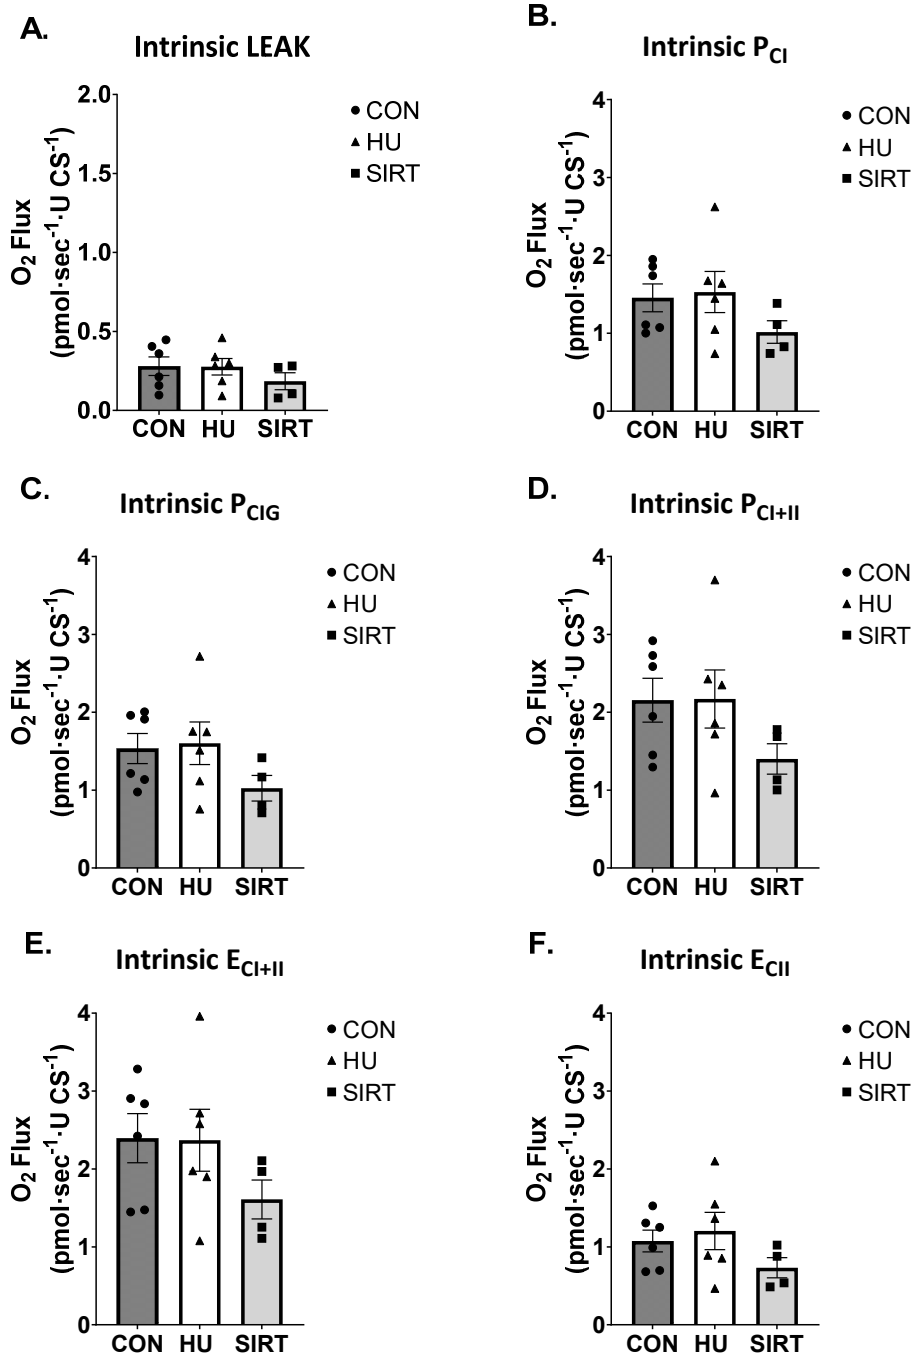 A.
Intrinsic LEAK
O2 Flux
(pmol·sec-1·U CS-1)
2.0
1.5
1.0
0.5
0.0
CON
HU
SIRT
CON HU SIRT
B.
Intrinsic PCI
O2 Flux
(pmol·sec-1·U CS-1)
4
3
2
1
0
CON
HU
SIRT
CON HU SIRT
C.
Intrinsic PCIG
O2 Flux
(pmol·sec-1·U CS-1)
4
3
2
1
0
CON
HU
SIRT
CON HU SIRT
D.
Intrinsic PCI+II
O2 Flux
(pmol·sec-1·U CS-1)
4
3
2
1
0
CON
HU
SIRT
CON HU SIRT
E.
Intrinsic ECI+II
O2 Flux
(pmol·sec-1·U CS-1)
4
3
2
1
0
CON
HU
SIRT
CON HU SIRT
F.
Intrinsic ECII
O2 Flux
(pmol·sec-1·U CS-1)
4
3
2
1
0
CON
HU
SIRT
CON HU SIRT